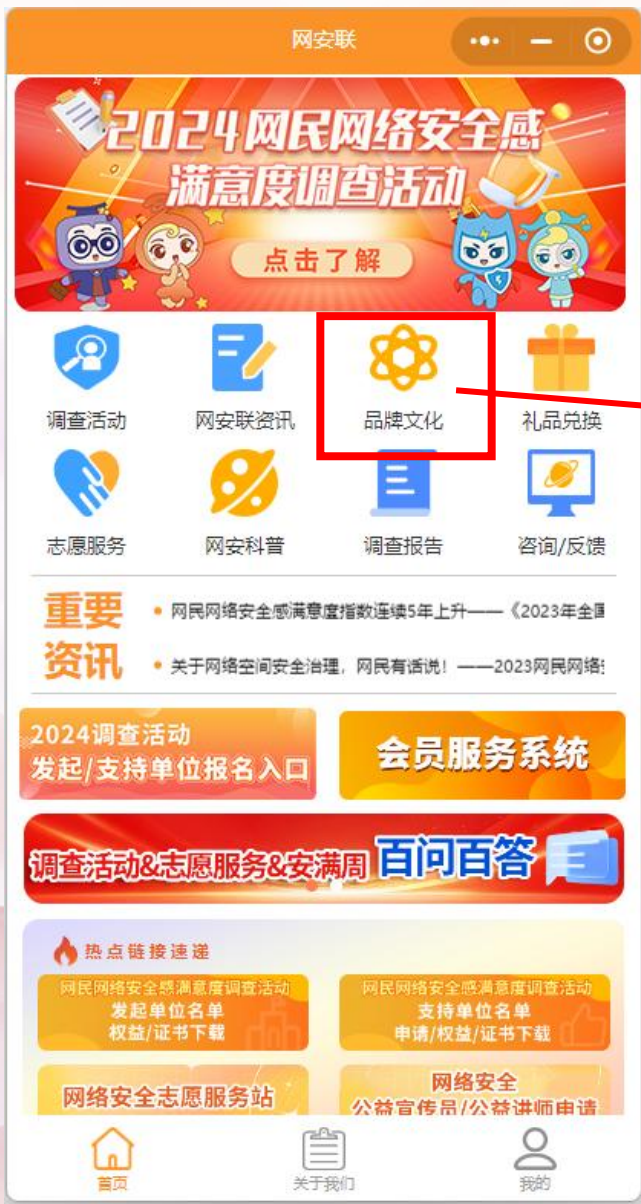 网安联
2024网民网络安全感
满意度调查活动
点击了解
调查活动
网安联资讯
品牌文化
礼品兑换
志愿服务
网安科普
调查报告
咨询/反馈
重要
资讯
网民网络安全感满意度指数连续5年上升——《2023年全国
关于网络空间安全治理，网民有话说！——2023网民网络安
2024调查活动
发起/支持单位报名入口
会员服务系统
调查活动&志愿服务&安满周 百问百答
热点链接速递
网民网络安全感满意度调查活动
发起单位名单
权益/证书下载
网民网络安全感满意度调查活动
支持单位名单
申请/权益/证书下载
网络安全志愿服务站
网络安全
公益宣传员/公益讲师申请
首页
关于我们
我的